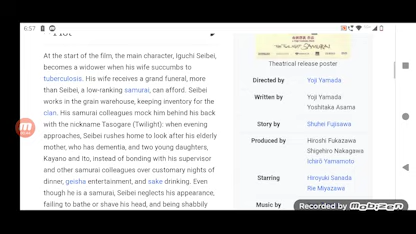 6:57
Theatrical release poster
At the start of the film, the main character, Iguchi Seibei,
becomes a widower when his wife succumbs to
tuberculosis. His wife receives a grand funeral, more
than Seibei, a low-ranking samurai, can afford. Seibei
works in the grain warehouse, keeping inventory for the
clan. His samurai colleagues mock him behind his back
with the nickname Tasogare (Twilight): when evening
approaches, Seibei rushes home to look after his elderly
mother, who has dementia, and two young daughters,
Kayano and Ito, instead of bonding with his supervisor
and other samurai colleagues over customary nights of
dinner, geisha entertainment, and sake drinking. Even
though he is a samurai, Seibei neglects his appearance,
failing to bathe or shave his head, and being shabbily
Directed by Yoji Yamada
Written by Yoji Yamada
Yoshitaka Asama
Story by Shuhei Fujisawa
Produced by Hiroshi Fukazawa
Shigehiro Nakagawa
Ichirō Yamamoto
Starring Hiroyuki Sanada
Rie Miyazawa
Music by
Recorded by Mobizen